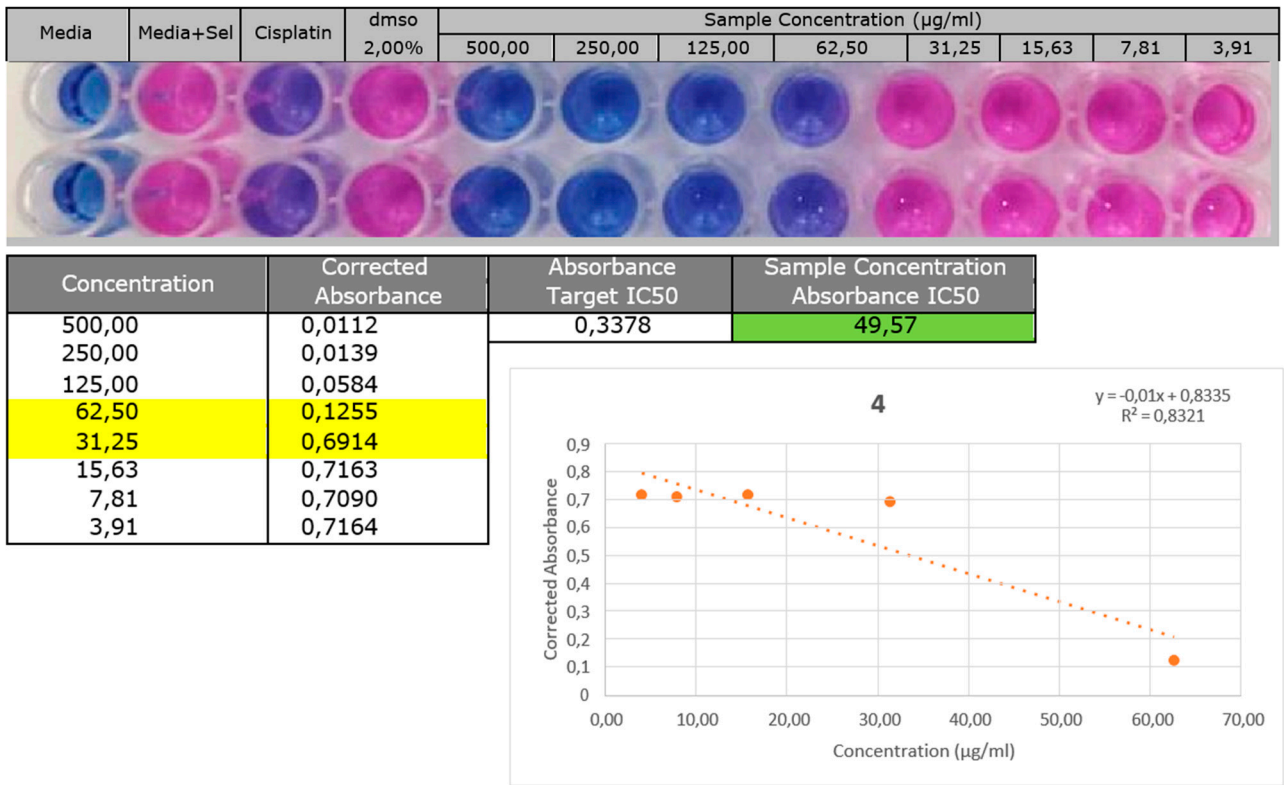 Media Media+Sel Cisplatin dmso 2,00% Sample Concentration (µg/ml)
500,00 250,00 125,00 62,50 31,25 15,63 7,81 3,91
Concentration Corrected Absorbance Absorbance Target IC50 Sample Concentration Absorbance IC50
500,00 0,0112 0,3378 49,57
250,00 0,0139
125,00 0,0584
62,50 0,1255
31,25 0,6914
15,63 0,7163
7,81 0,7090
3,91 0,7164
4
y = -0,01x + 0,8335
R² = 0,8321
Corrected Absorbance
0,9
0,8
0,7
0,6
0,5
0,4
0,3
0,2
0,1
0
0,00 10,00 20,00 30,00 40,00 50,00 60,00 70,00
Concentration (µg/ml)